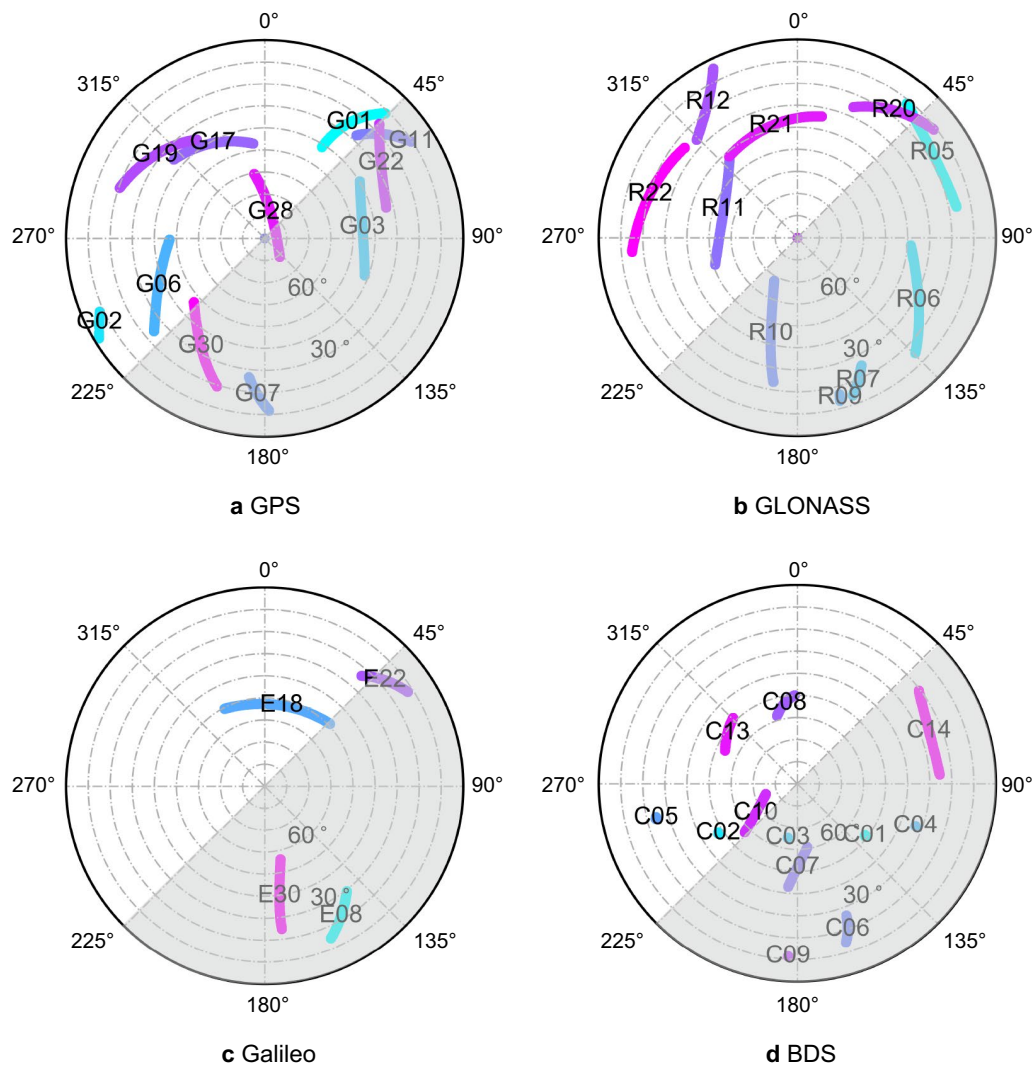 0°
0°
315°
45°
315°
45°
R12
G01
R20
R21
G17
G11
G19
R05
G22
R22
R11
G28
G03
270°
90°
270°
90°
G06
60 °
60 °
R06
G02
R10
G30
30 °
30 °
R07
G07
R09
225°
135°
225°
135°
180°
180°
a GPS
b GLONASS
0°
0°
315°
45°
315°
45°
E22
E18
C08
C13
C14
270°
90°
270°
90°
C10
C05
C02
C03
60
C01
C04
60 °
C07
E30
30 °
30 °
E08
C06
C09
225°
135°
225°
135°
180°
180°
c Galileo
d BDS